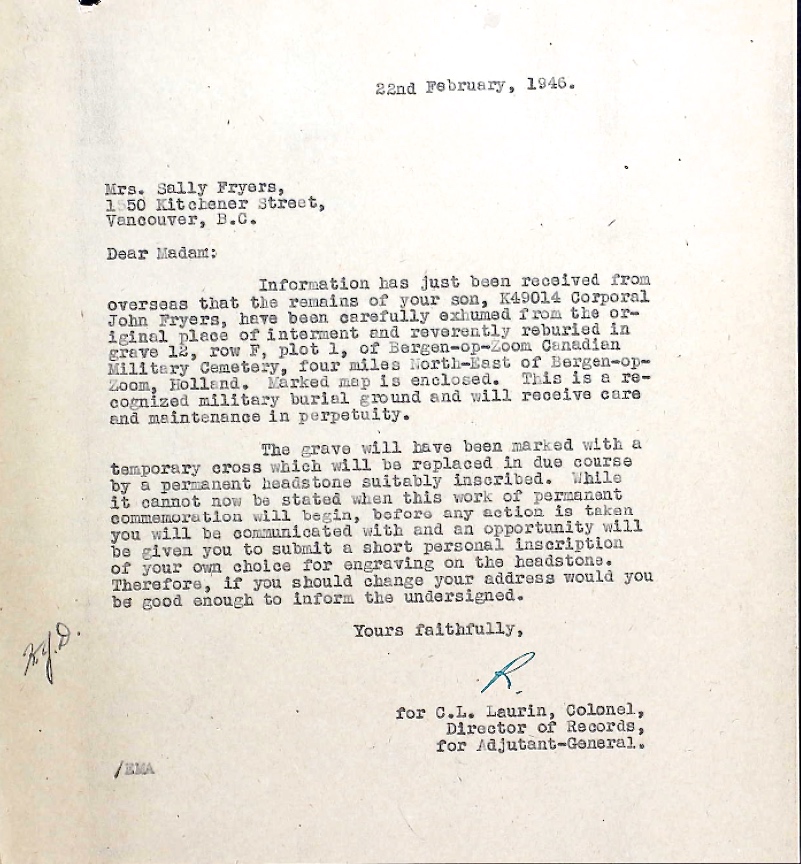 22nd February, 1946.
Mrs. Sally Fryers,
1550 Kitchener Street,
Vancouver, B.C.
Dear Madam:
Information has just been received from
overseas that the remains of your son, K49014 Corporal
John Fryers, have been carefully exhumed from the or-
iginal place of interment and reverently reburied in
grave 12, row F, plot 1, of Bergen-op-Zoom Canadian
Military Cemetery, four miles North-East of Bergen-op-
Zoom, Holland. Marked map is enclosed. This is a re-
cognized military burial ground and will receive care
and maintenance in perpetuity.
The grave will have been marked with a
temporary cross which will be replaced in due course
by a permanent headstone suitably inscribed. While
it cannot now be stated when this work of permanent
commemoration will begin, before any action is taken
you will be communicated with and an opportunity will
be given you to submit a short personal inscription
of your own choice for engraving on the headstone.
Therefore, if you should change your address would you
be good enough to inform the undersigned.
Yours faithfully,
R.
for C.L. Laurin, Colonel,
Director of Records,
for Adjutant-General.
/EMA